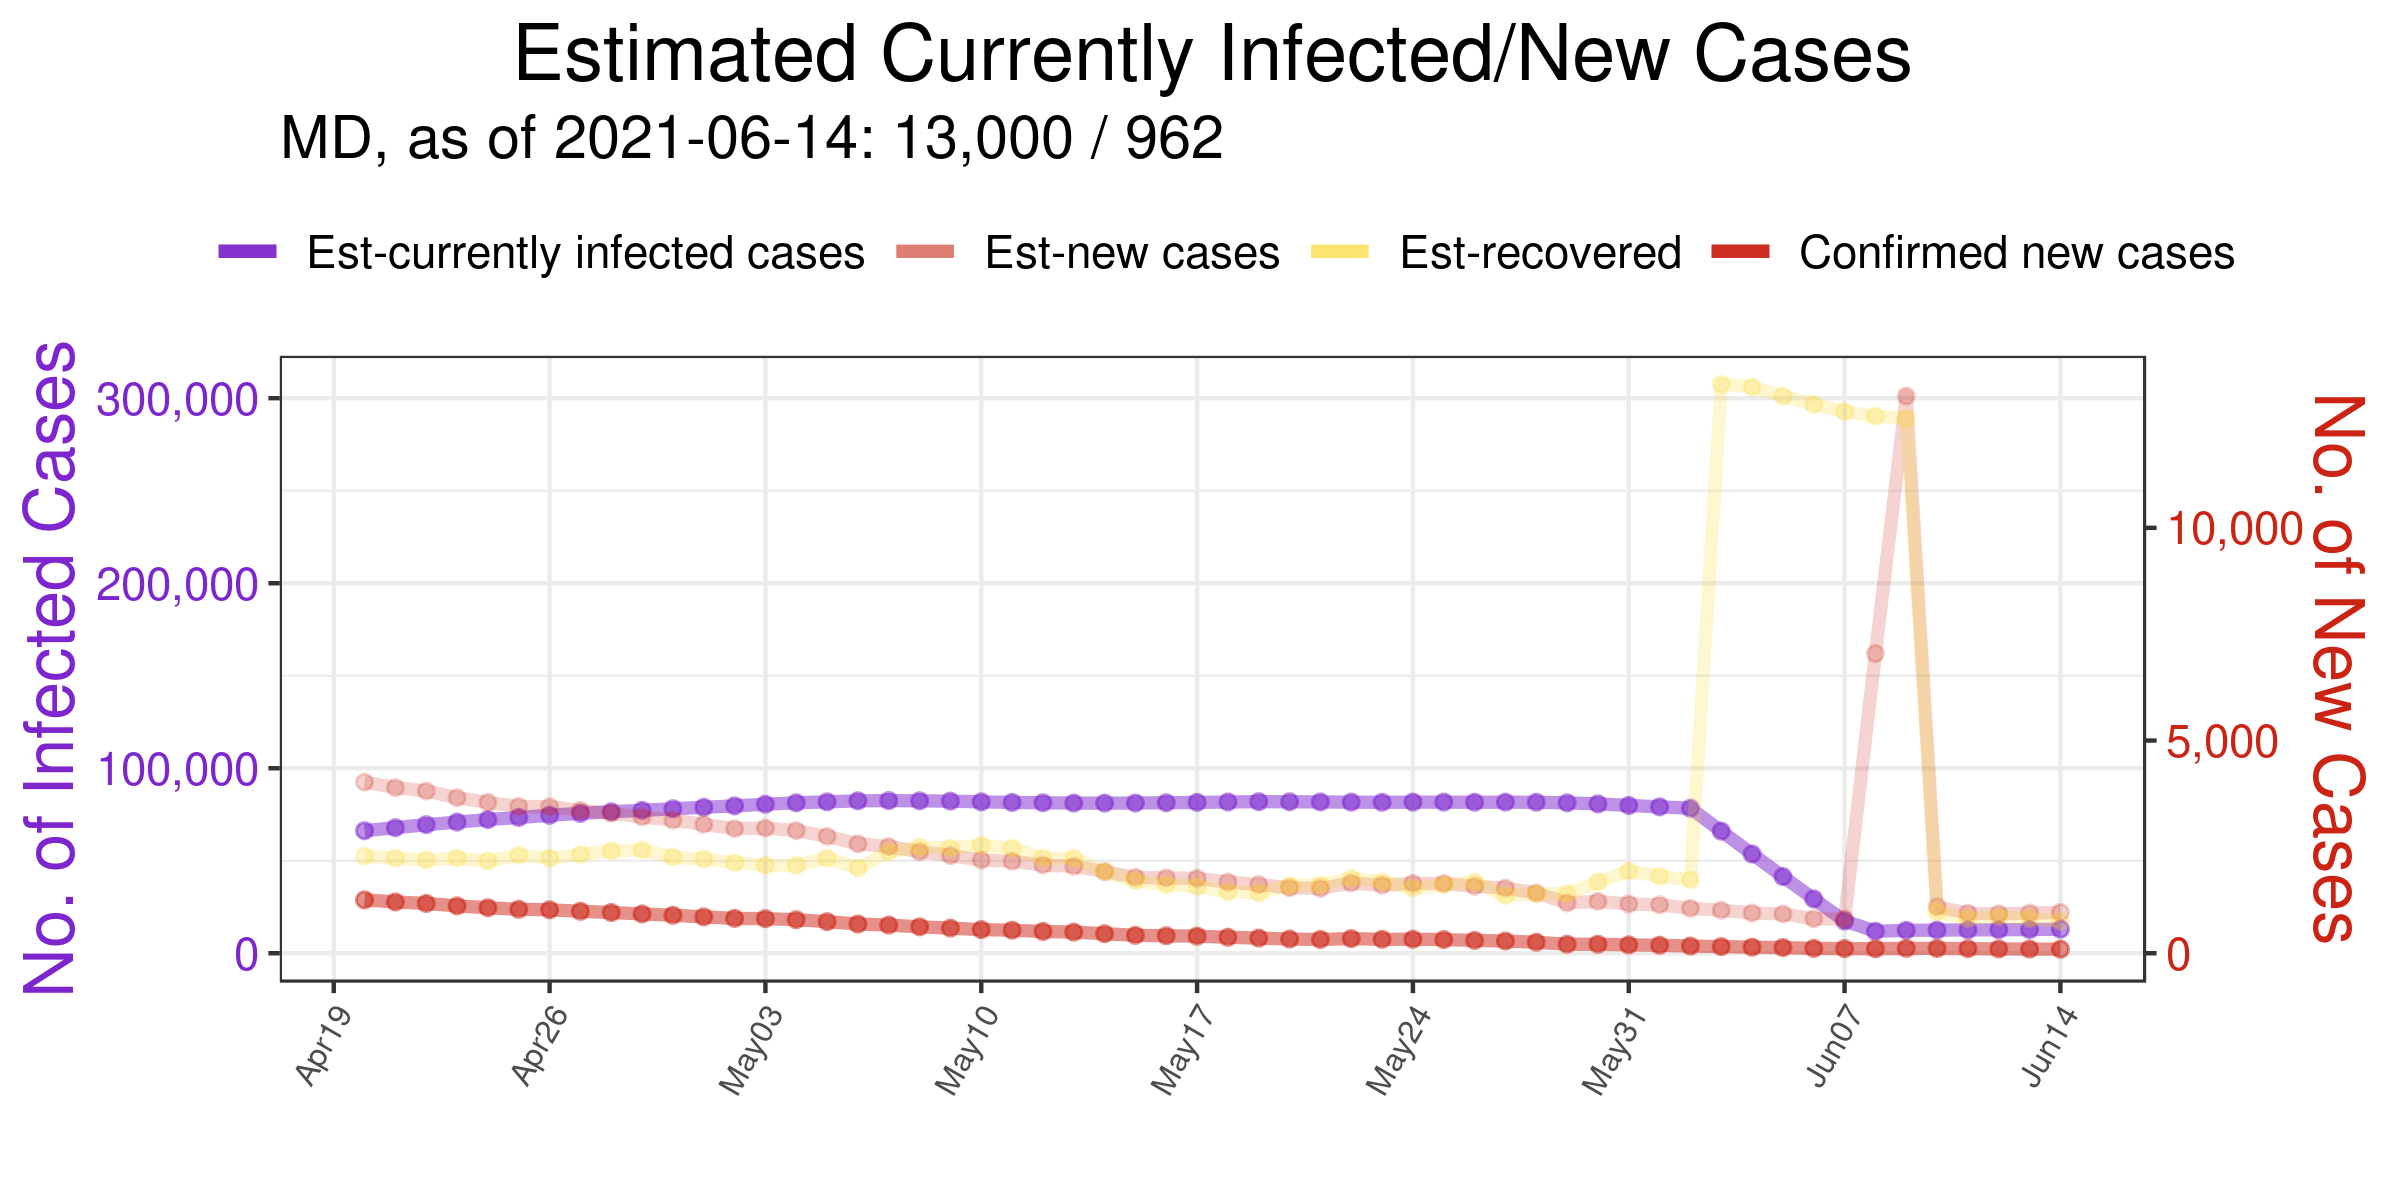 Estimated Currently Infected/New Cases
MD, as of 2021-06-14: 13,000 / 962
Est-currently infected cases Est-new cases Est-recovered Confirmed new cases
No. of Infected Cases
300,000
200,000
100,000
0
10,000
5,000
0
No. of New Cases
Apr19 Apr26 May03 May10 May17 May24 May31 Jun07 Jun14